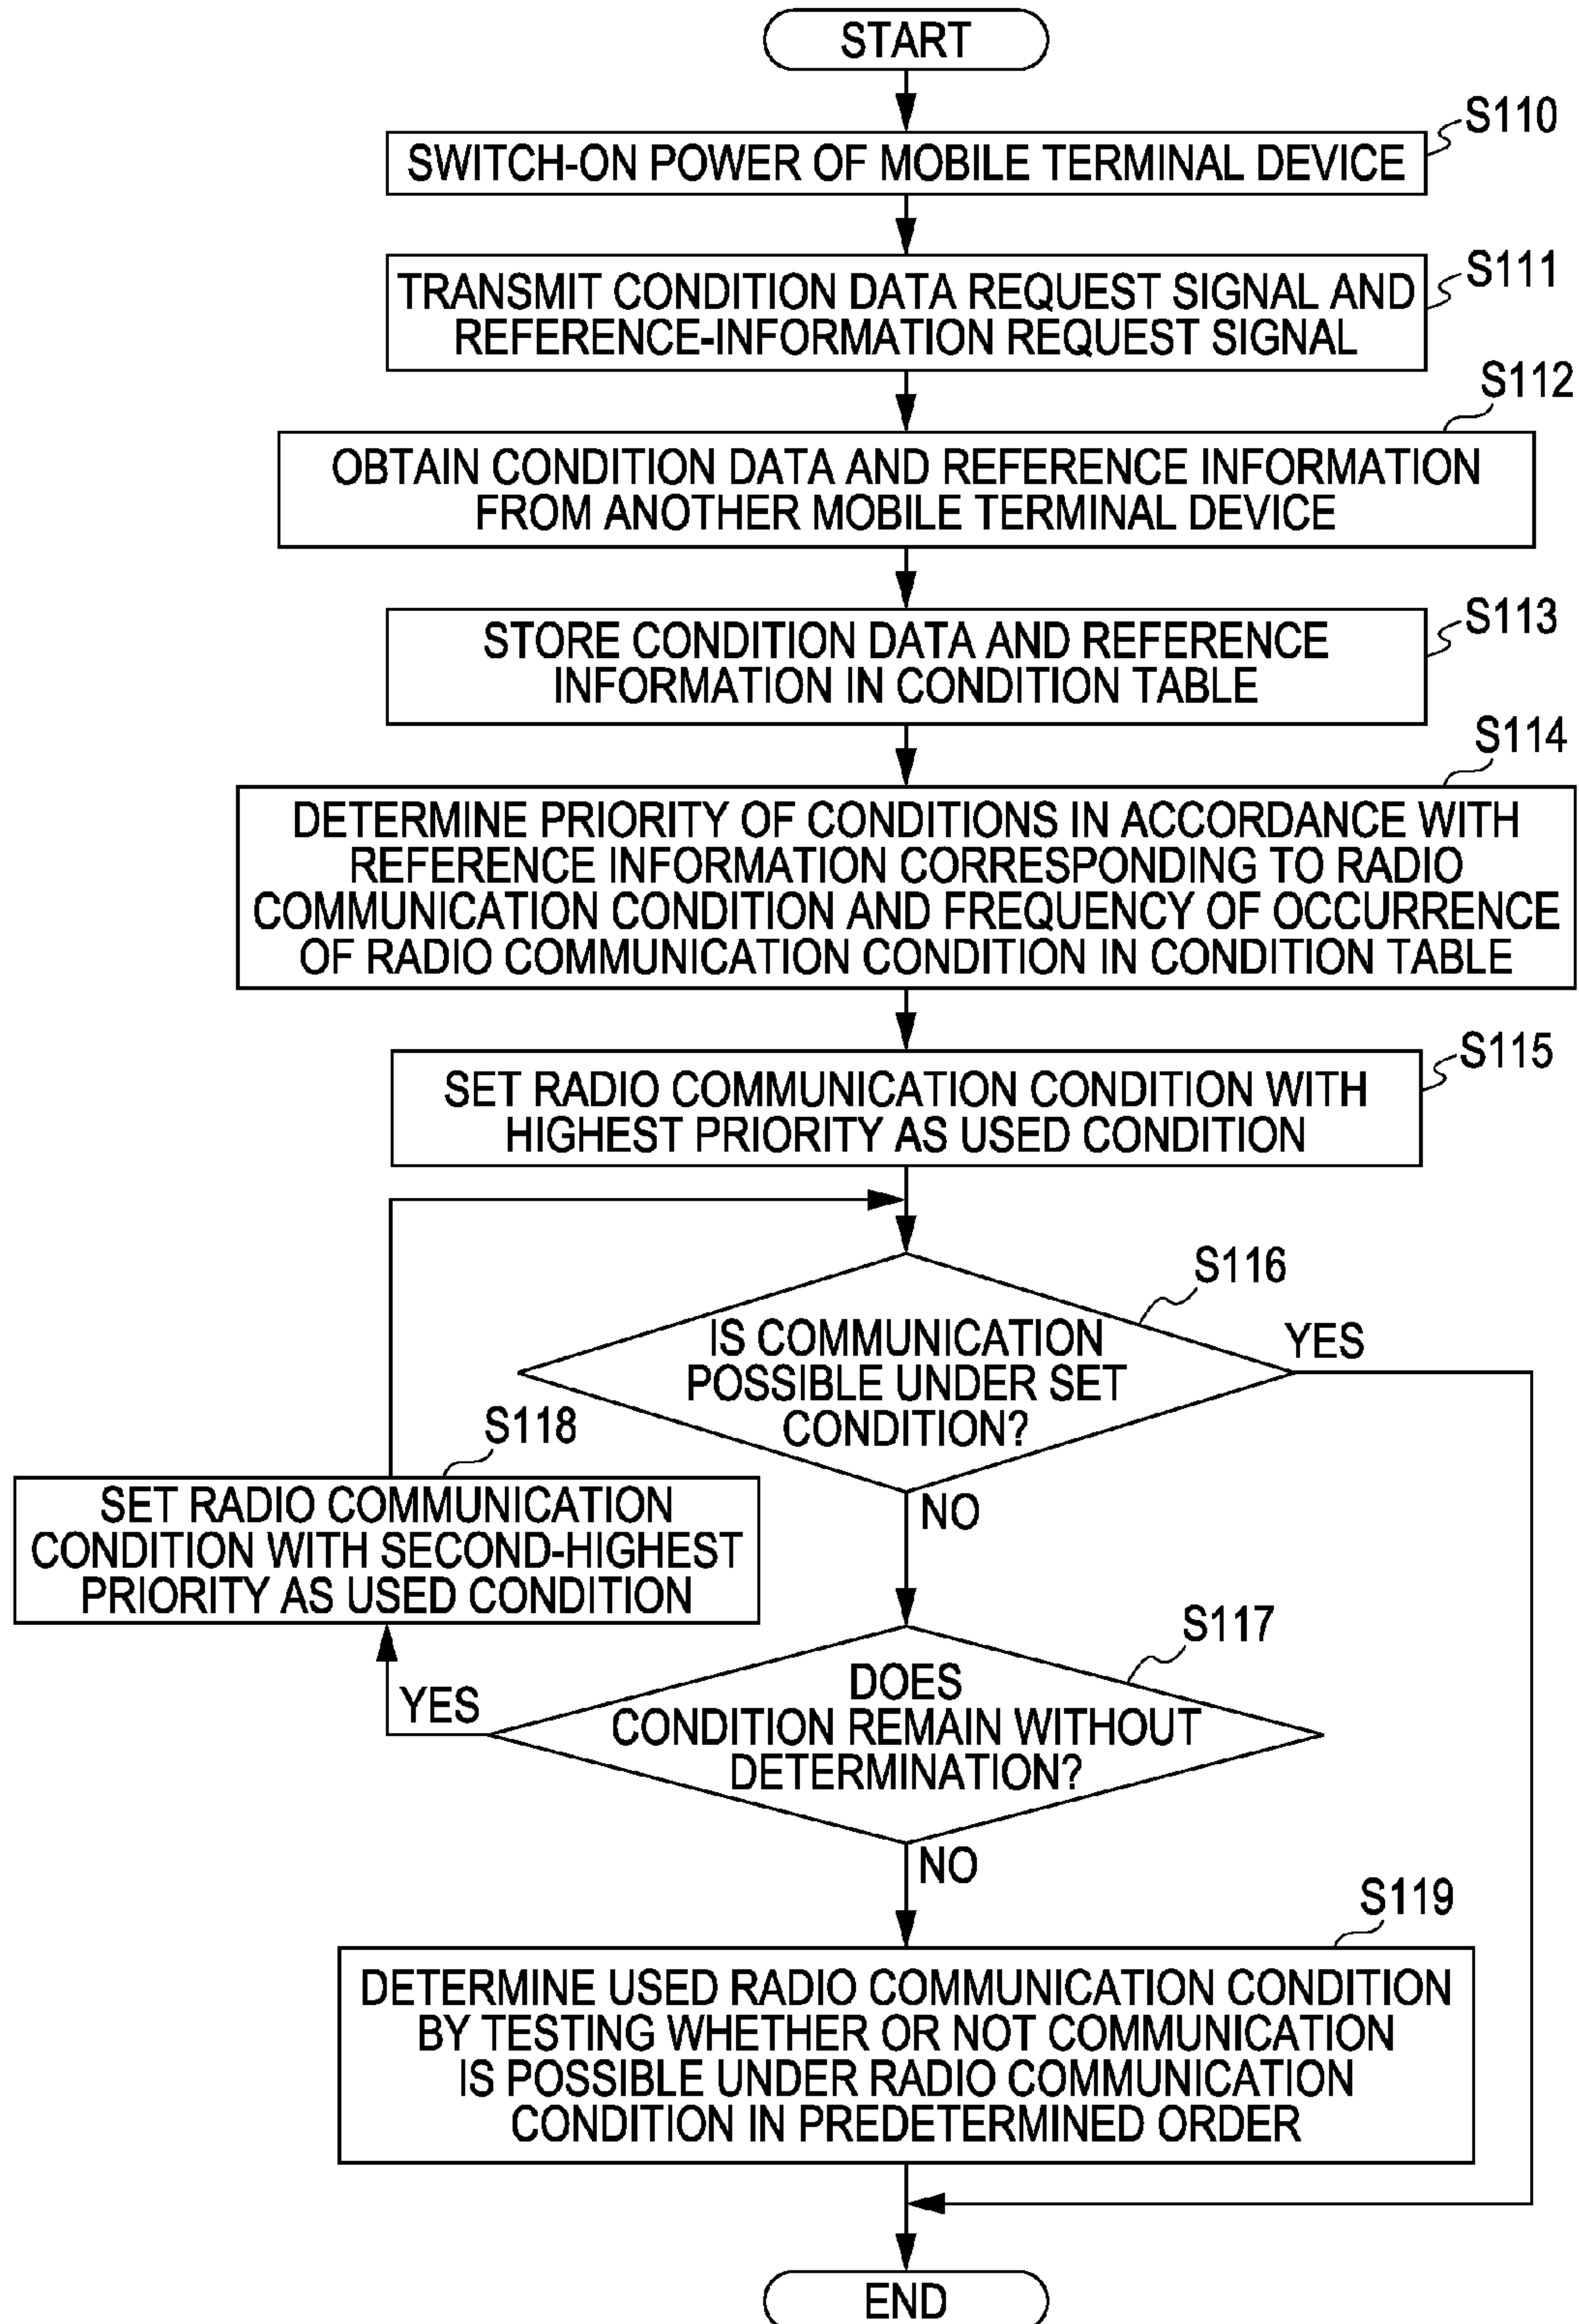 START
S110
SWITCH-ON POWER OF MOBILE TERMINAL DEVICE
S111
TRANSMIT CONDITION DATA REQUEST SIGNAL AND
REFERENCE-INFORMATION REQUEST SIGNAL
S112
OBTAIN CONDITION DATA AND REFERENCE INFORMATION
FROM ANOTHER MOBILE TERMINAL DEVICE
S113
STORE CONDITION DATA AND REFERENCE
INFORMATION IN CONDITION TABLE
S114
DETERMINE PRIORITY OF CONDITIONS IN ACCORDANCE WITH
REFERENCE INFORMATION CORRESPONDING TO RADIO
COMMUNICATION CONDITION AND FREQUENCY OF OCCURRENCE
OF RADIO COMMUNICATION CONDITION IN CONDITION TABLE
S115
SET RADIO COMMUNICATION CONDITION WITH
HIGHEST PRIORITY AS USED CONDITION
S116
IS COMMUNICATION
POSSIBLE UNDER SET
CONDITION?
YES
NO
S118
SET RADIO COMMUNICATION
CONDITION WITH SECOND-HIGHEST
PRIORITY AS USED CONDITION
S117
DOES
CONDITION REMAIN WITHOUT
DETERMINATION?
YES
NO
S119
DETERMINE USED RADIO COMMUNICATION CONDITION
BY TESTING WHETHER OR NOT COMMUNICATION
IS POSSIBLE UNDER RADIO COMMUNICATION
CONDITION IN PREDETERMINED ORDER
END